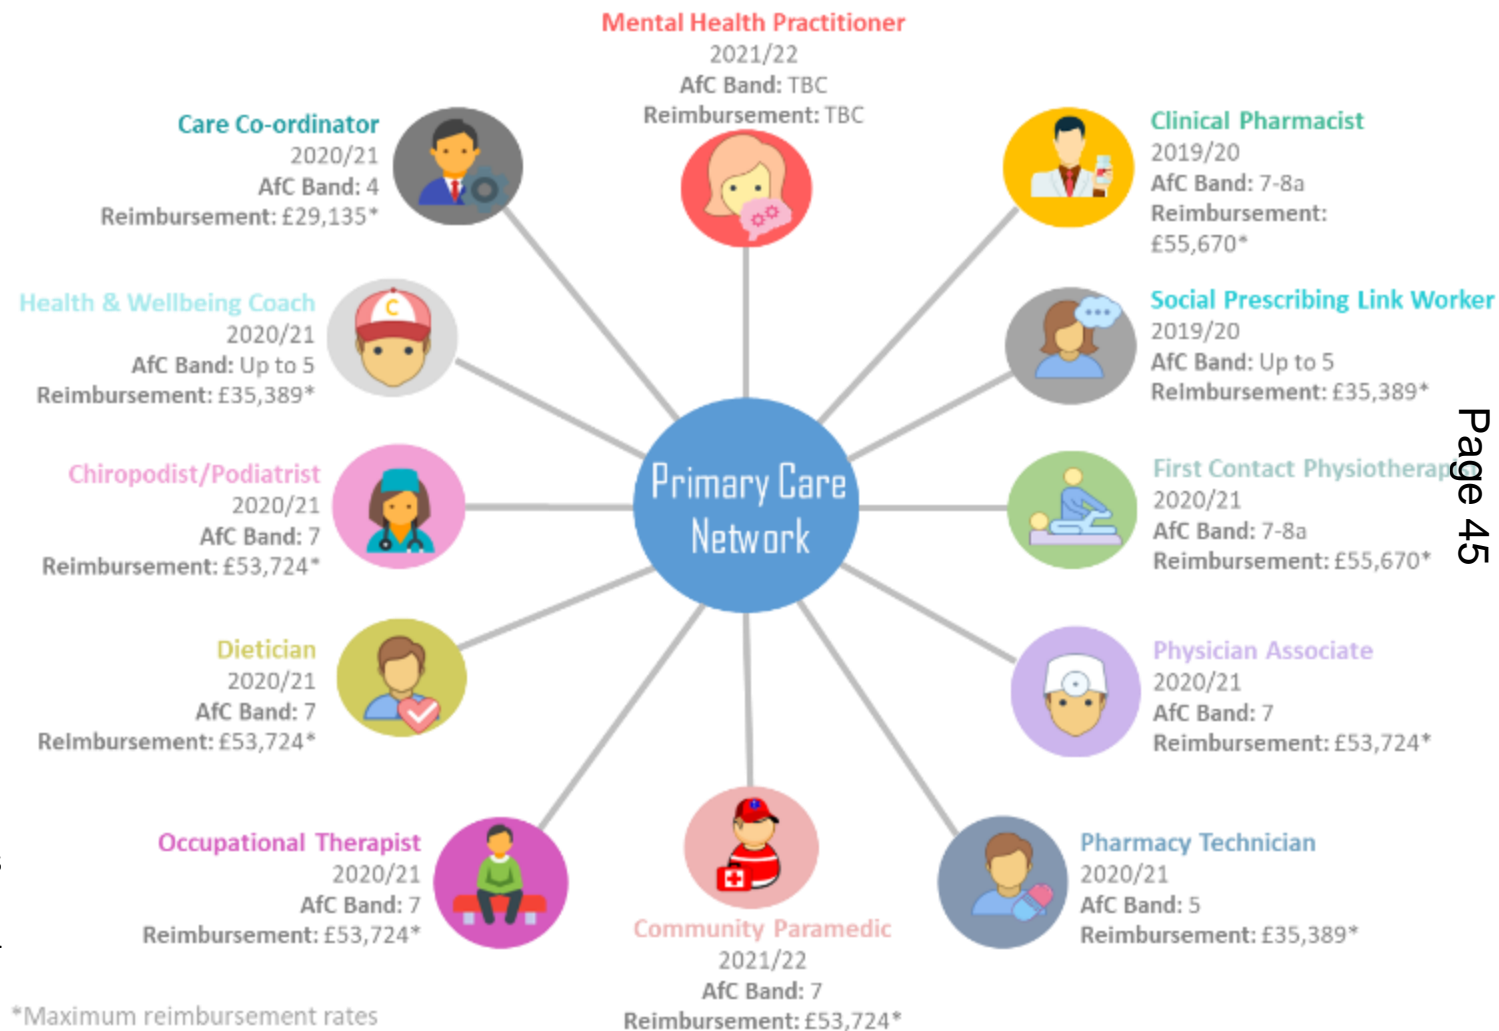 Mental Health Practitioner
2021/22
AfC Band: TBC
Reimbursement: TBC
Clinical Pharmacist
2019/20
AfC Band: 7-8a
Reimbursement:
£55,670*
Social Prescribing Link Worker
2019/20
AfC Band: Up to 5
Reimbursement: £35,389*
First Contact Physiotherapist
2020/21
AfC Band: 7-8a
Reimbursement: £55,670*
Physician Associate
2020/21
AfC Band: 7
Reimbursement: £53,724*
Pharmacy Technician
2020/21
AfC Band: 5
Reimbursement: £35,389*
Community Paramedic
2021/22
AfC Band: 7
Reimbursement: £53,724*
Occupational Therapist
2020/21
AfC Band: 7
Reimbursement: £53,724*
Dietician
2020/21
AfC Band: 7
Reimbursement: £53,724*
Chiropodist/Podiatrist
2020/21
AfC Band: 7
Reimbursement: £53,724*
Health & Wellbeing Coach
2020/21
AfC Band: Up to 5
Reimbursement: £35,389*
Care Co-ordinator
2020/21
AfC Band: 4
Reimbursement: £29,135*
Primary Care
Network
C
*Maximum reimbursement rates
Page 45